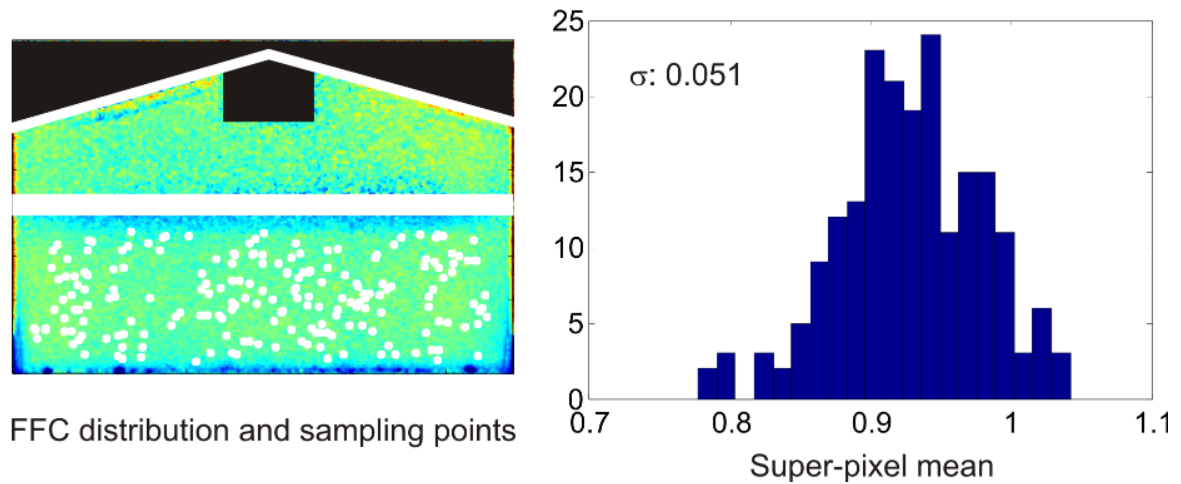 FFC distribution and sampling points
25
20
15
10
5
0
σ: 0.051
0.7 0.8 0.9 1 1.1
Super-pixel mean